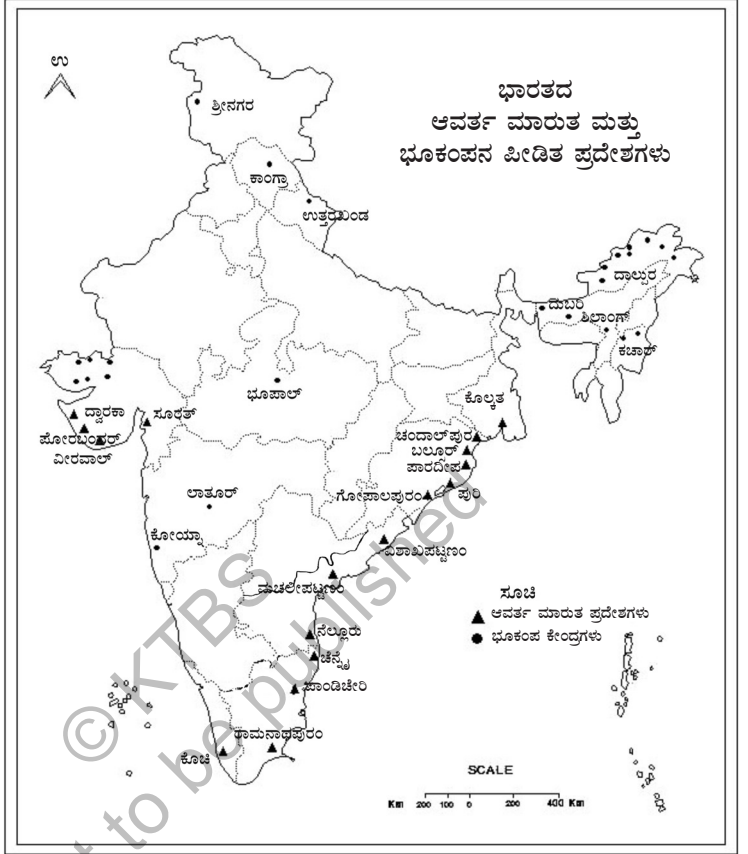 ಉ
ಭಾರತದ
ಆವರ್ತ ಮಾರುತ ಮತ್ತು
ಭೂಕಂಪನ ಪೀಡಿತ ಪ್ರದೇಶಗಳು
ಶ್ರೀನಗರ
ಕಾಂಗ್ರಾ
ಉತ್ತರಖಂಡ
ದಾಲ್ಪುರ
ದುಬರಿ
ಶಿಲಾಂಗ್
ಕಚಾರ್
ಭೂಪಾಲ್
ಕೊಲ್ಕತ
ದ್ವಾರಕಾ
ಸೂರತ್
ಪೋರಬಂದರ್
ವೀರವಾಲ್
ಚಂದಾಲ್‌ಪುರ
ಬಲ್ಸೂರ್
ಪಾರದೀಪ
ಲಾತೂರ್
ಗೋಪಾಲಪುರಂ
ಪುರಿ
ಕೋಯ್ನಾ
ವಿಶಾಖಪಟ್ಟಣಂ
ಮಚಲೀಪಟ್ಟಣಂ
ಸೂಚಿ
ಆವರ್ತ ಮಾರುತ ಪ್ರದೇಶಗಳು
ಭೂಕಂಪ ಕೇಂದ್ರಗಳು
ನೆಲ್ಲೂರು
ಚೆನ್ನೈ
ಪಾಂಡಿಚೇರಿ
ರಾಮನಾಥಪುರಂ
ಕೊಚಿ
SCALE
Km 200 100 0 200 400 Km
© KTBS
t to be published